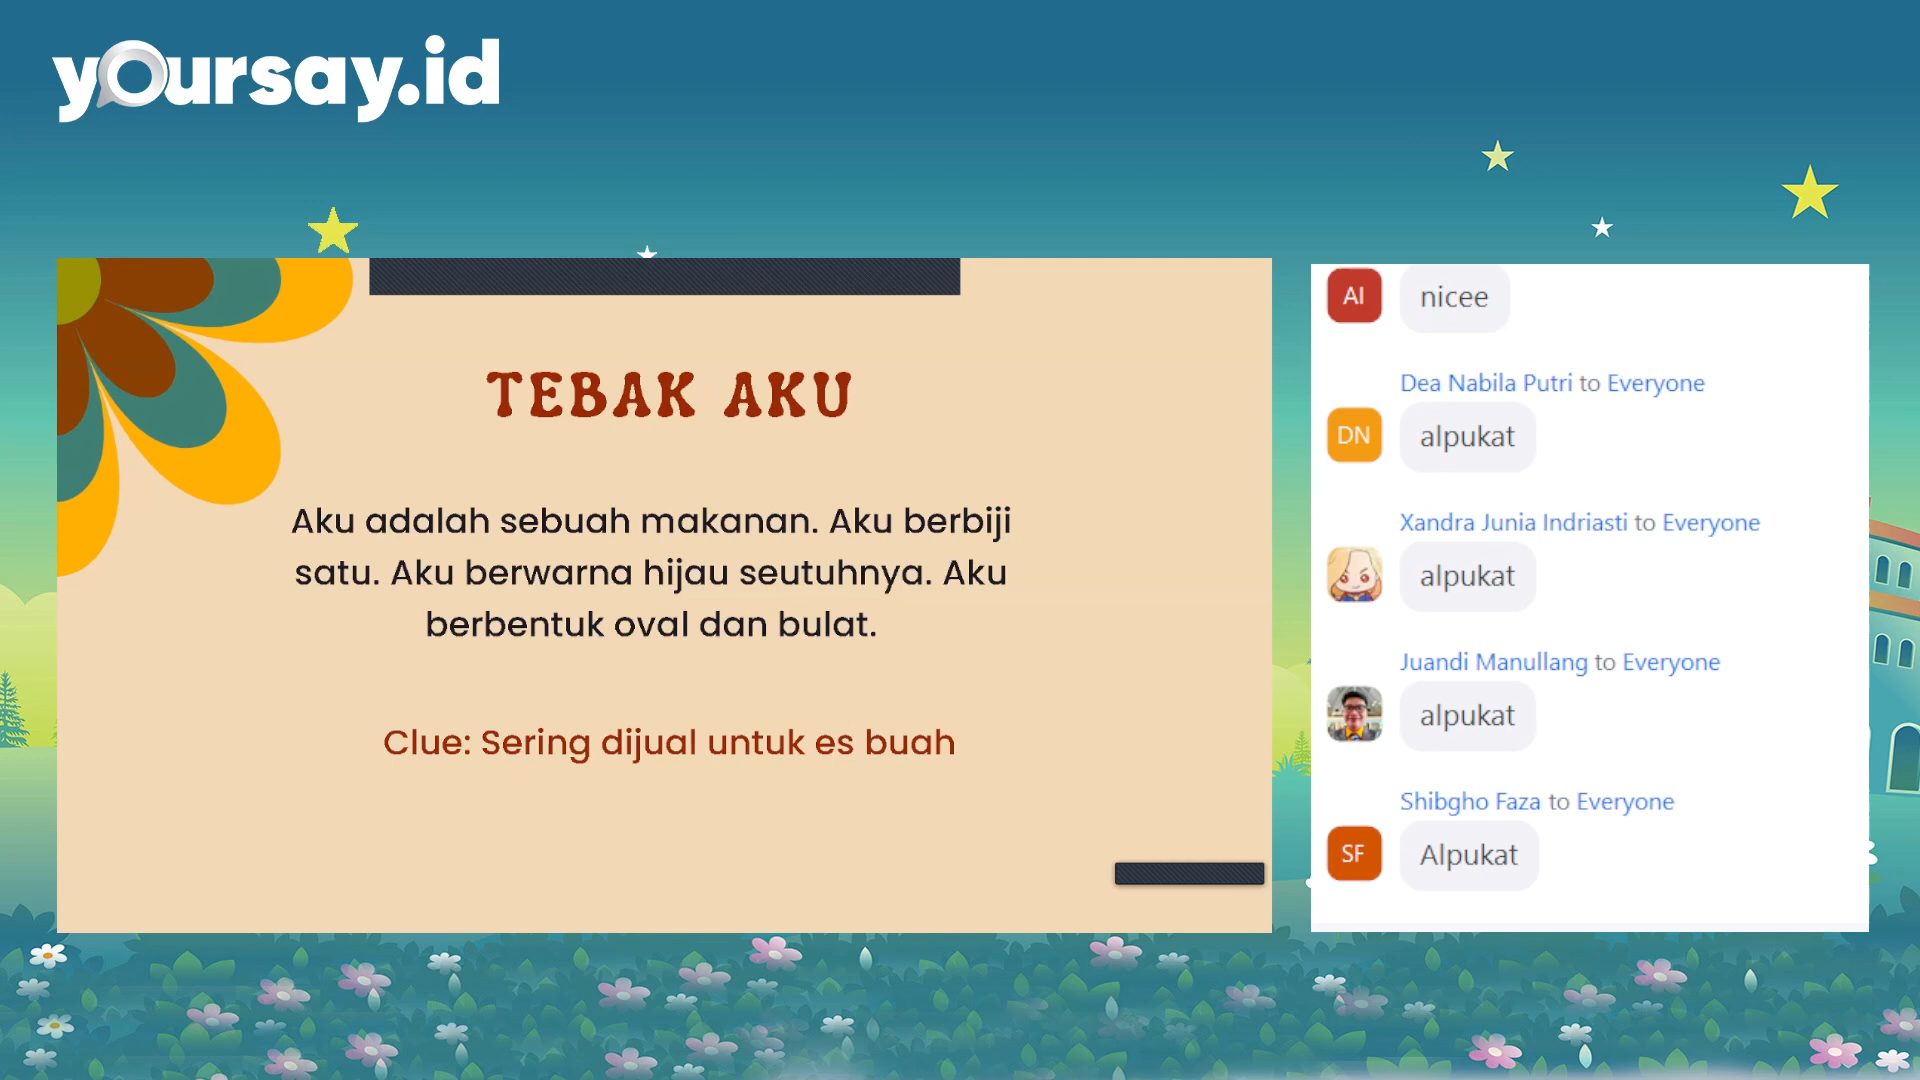 yoursay.id
TEBAK AKU
Aku adalah sebuah makanan. Aku berbiji
satu. Aku berwarna hijau seutuhnya. Aku
berbentuk oval dan bulat.
Clue: Sering dijual untuk es buah
AI
nicee
Dea Nabila Putri to Everyone
DN
alpukat
Xandra Junia Indriasti to Everyone
alpukat
Juandi Manullang to Everyone
alpukat
Shibgho Faza to Everyone
SF
Alpukat